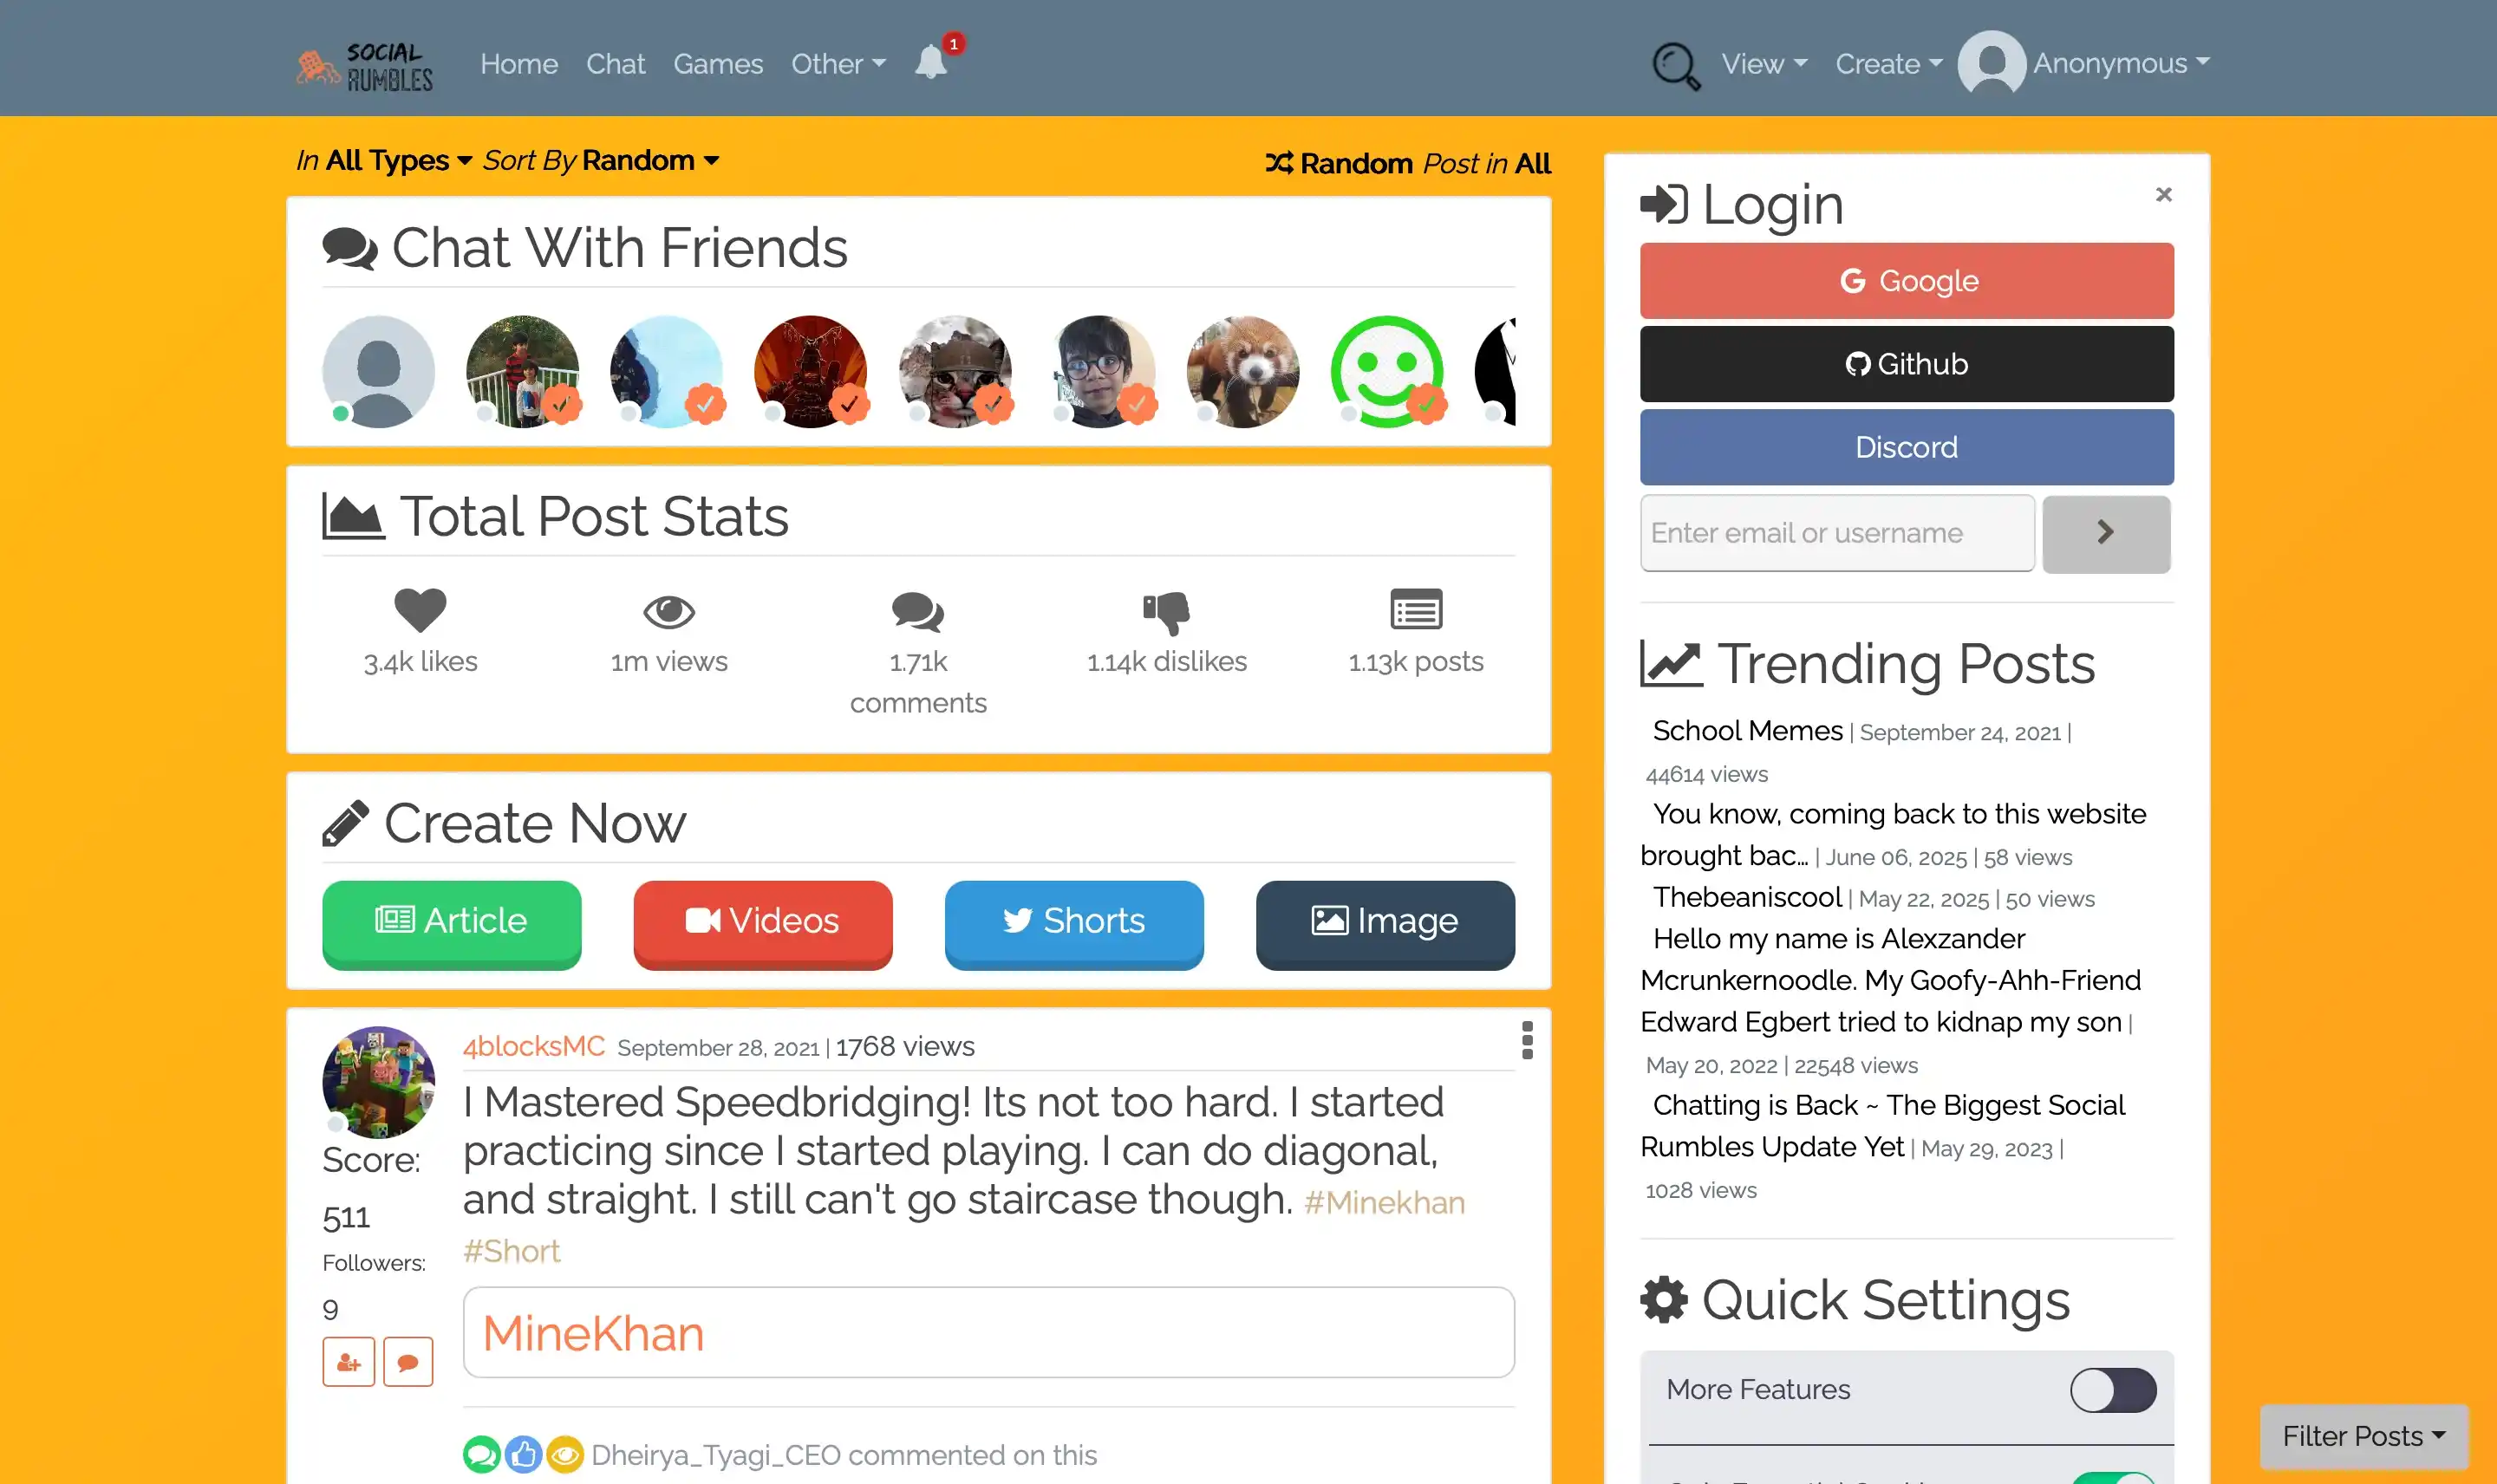 SOCIAL
RUMBLES
Home Chat Games Other 1
View Create Anonymous
In All Types Sort By Random
Random Post in All
Chat With Friends
Total Post Stats
3.4k likes
1m views
1.71k
comments
1.14k dislikes
1.13k posts
Create Now
Article
Videos
Shorts
Image
4blocksMC September 28, 2021 | 1768 views
I Mastered Speedbridging! Its not too hard. I started
practicing since I started playing. I can do diagonal,
and straight. I still can't go staircase though. #Minekhan
#Short
Score:
511
Followers:
9
MineKhan
Dheirya_Tyagi_CEO commented on this
Login
×
Google
Github
Discord
Enter email or username
Trending Posts
School Memes | September 24, 2021 |
44614 views
You know, coming back to this website
brought bac... | June 06, 2025 | 58 views
Thebeaniscool | May 22, 2025 | 50 views
Hello my name is Alexzander
Mcrunkernoodle. My Goofy-Ahh-Friend
Edward Egbert tried to kidnap my son |
May 20, 2022 | 22548 views
Chatting is Back ~ The Biggest Social
Rumbles Update Yet | May 29, 2023 |
1028 views
Quick Settings
More Features
Filter Posts